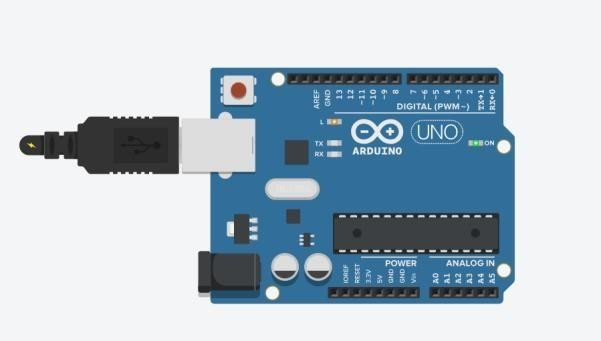 AREF
GND
13
12
~11
~10
~9
8
7
~6
~5
4
~3
2
TX→1
RX←0
DIGITAL (PWM~)
L
TX
RX
UNO
ARDUINO
ON
POWER
ANALOG IN
IOREF
RESET
3.3V
5V
GND
GND
Vin
A0
A1
A2
A3
A4
A5